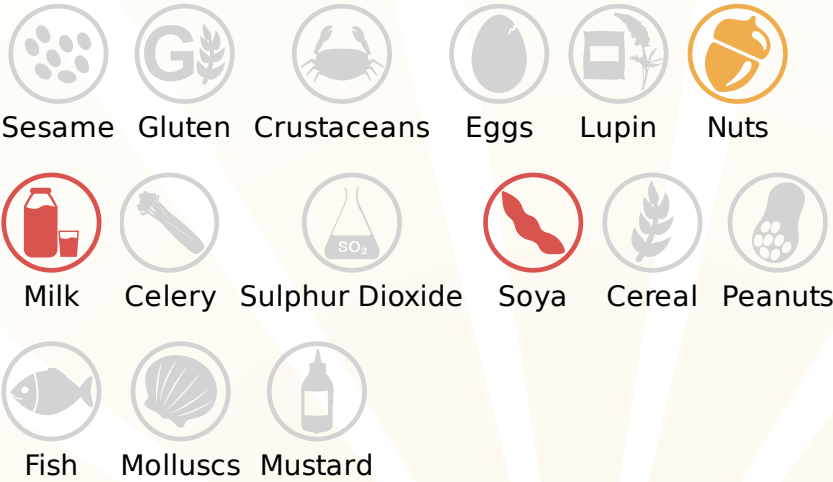 G
Sesame Gluten Crustaceans Eggs Lupin Nuts
SO₂
Milk Celery Sulphur Dioxide Soya Cereal Peanuts
Fish Molluscs Mustard